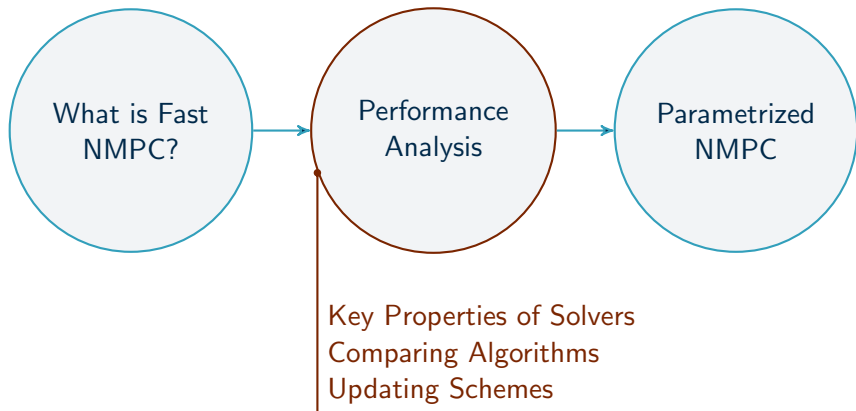 What is Fast
NMPC?
Performance
Analysis
Parametrized
NMPC
Key Properties of Solvers
Comparing Algorithms
Updating Schemes